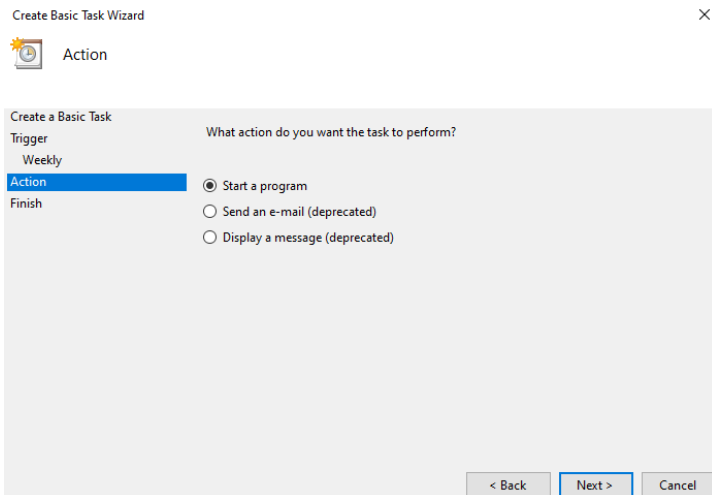 Create Basic Task Wizard
Action
Create a Basic Task
Trigger
Weekly
Action
Finish
What action do you want the task to perform?
Start a program
Send an e-mail (deprecated)
Display a message (deprecated)
< Back
Next >
Cancel